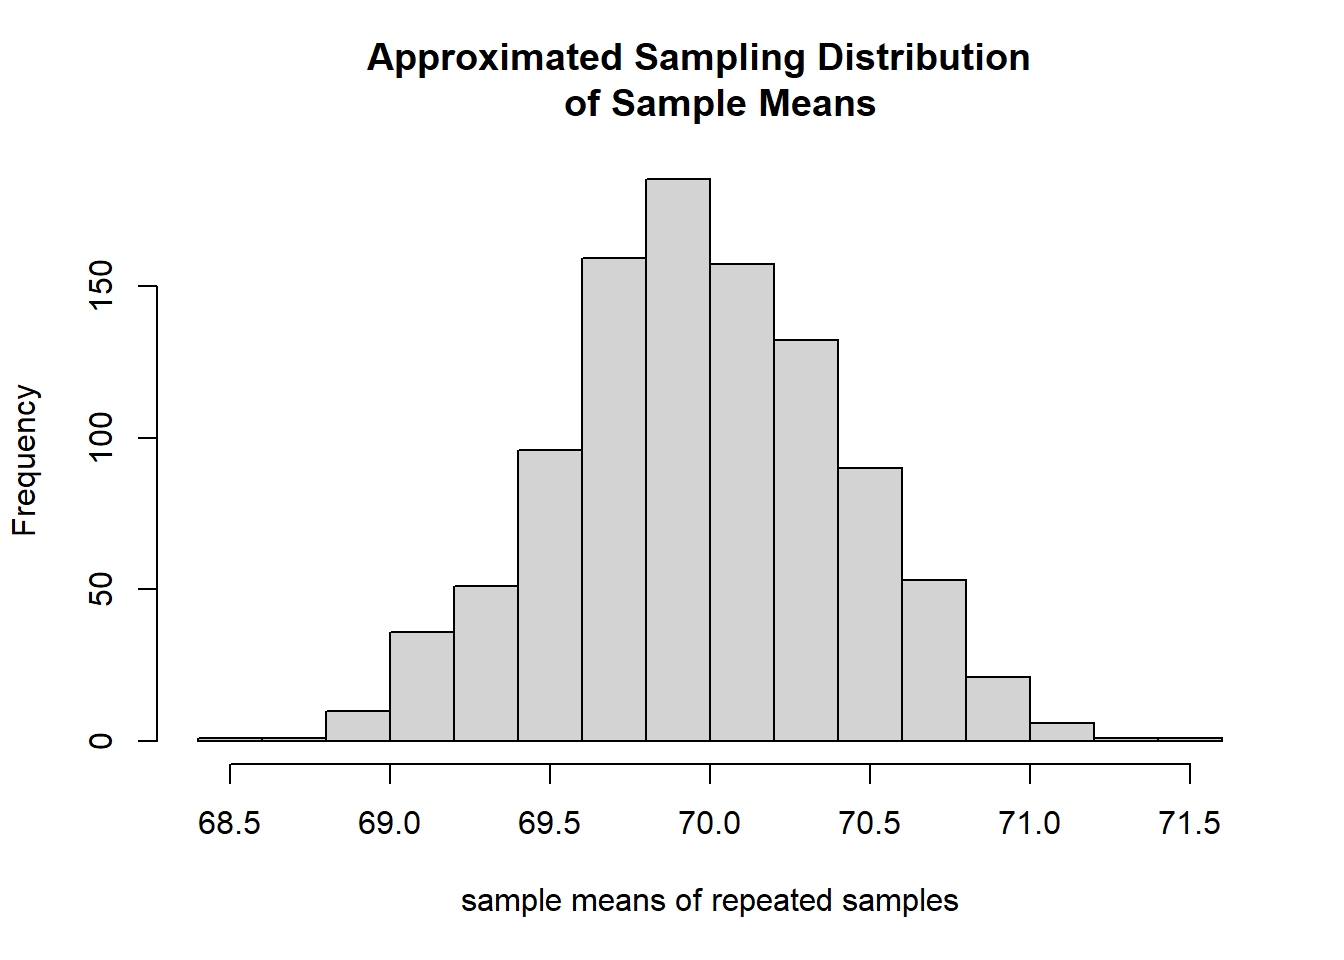 Approximated Sampling Distribution
of Sample Means
Frequency
150
100
50
0
68.5 69.0 69.5 70.0 70.5 71.0 71.5
sample means of repeated samples